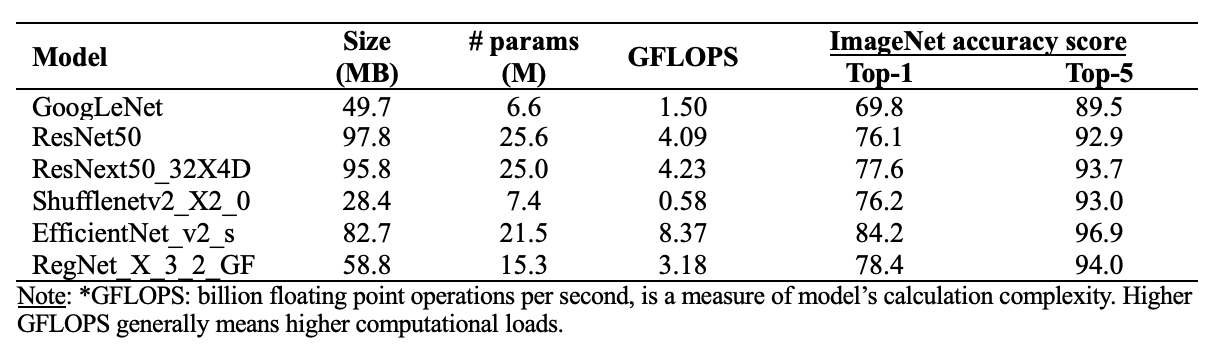 Model Size (MB) # params (M) GFLOPS ImageNet accuracy score
Top-1 Top-5
GoogLeNet 49.7 6.6 1.50 69.8 89.5
ResNet50 97.8 25.6 4.09 76.1 92.9
ResNext50_32X4D 95.8 25.0 4.23 77.6 93.7
Shufflenetv2_X2_0 28.4 7.4 0.58 76.2 93.0
EfficientNet_v2_s 82.7 21.5 8.37 84.2 96.9
RegNet_X_3_2_GF 58.8 15.3 3.18 78.4 94.0
Note: *GFLOPS: billion floating point operations per second, is a measure of model’s calculation complexity. Higher
GFLOPS generally means higher computational loads.